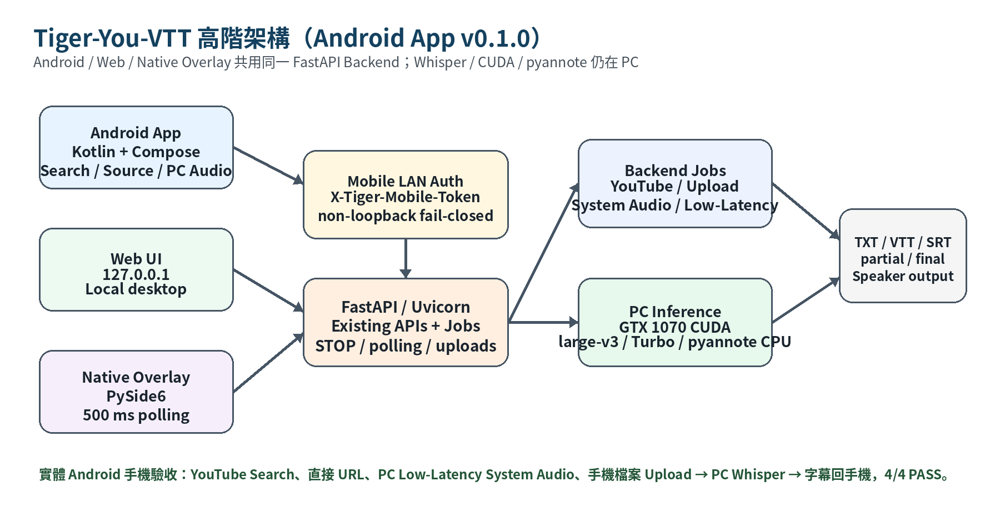 Tiger-You-VTT 高階架構（Android App v0.1.0）
Android / Web / Native Overlay 共用同一 FastAPI Backend；Whisper / CUDA / pyannote 仍在 PC
Android App
Kotlin + Compose
Search / Source / PC Audio
Mobile LAN Auth
X-Tiger-Mobile-Token
non-loopback fail-closed
Backend Jobs
YouTube / Upload
System Audio / Low-Latency
Web UI
127.0.0.1
Local desktop
FastAPI / Uvicorn
Existing APIs + Jobs
STOP / polling / uploads
PC Inference
GTX 1070 CUDA
large-v3 / Turbo / pyannote CPU
TXT / VTT / SRT
partial / final
Speaker output
Native Overlay
PySide6
500 ms polling
實體 Android 手機驗收：YouTube Search、直接 URL、PC Low-Latency System Audio、手機檔案 Upload → PC Whisper → 字幕回手機，4/4 PASS。